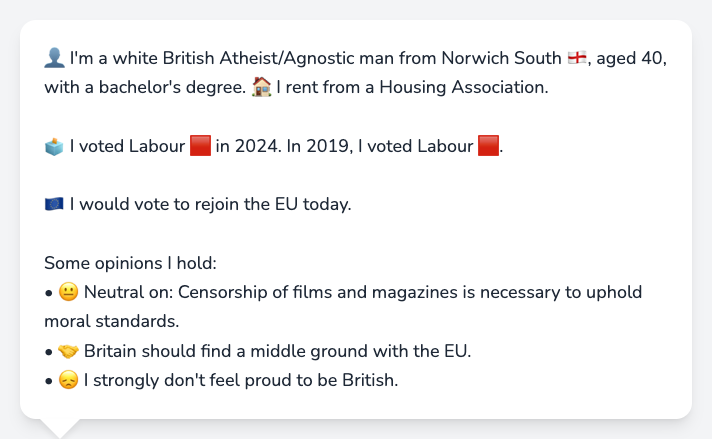 👤 I'm a white British Atheist/Agnostic man from Norwich South 🏴󠁧󠁢󠁥󠁮󠁧󠁿, aged 40,
with a bachelor's degree. 🏠 I rent from a Housing Association.
🗳️ I voted Labour 🟥 in 2024. In 2019, I voted Labour 🟥.
🇪🇺 I would vote to rejoin the EU today.
Some opinions I hold:
• 😐 Neutral on: Censorship of films and magazines is necessary to uphold
moral standards.
• 🤝 Britain should find a middle ground with the EU.
• 😞 I strongly don't feel proud to be British.